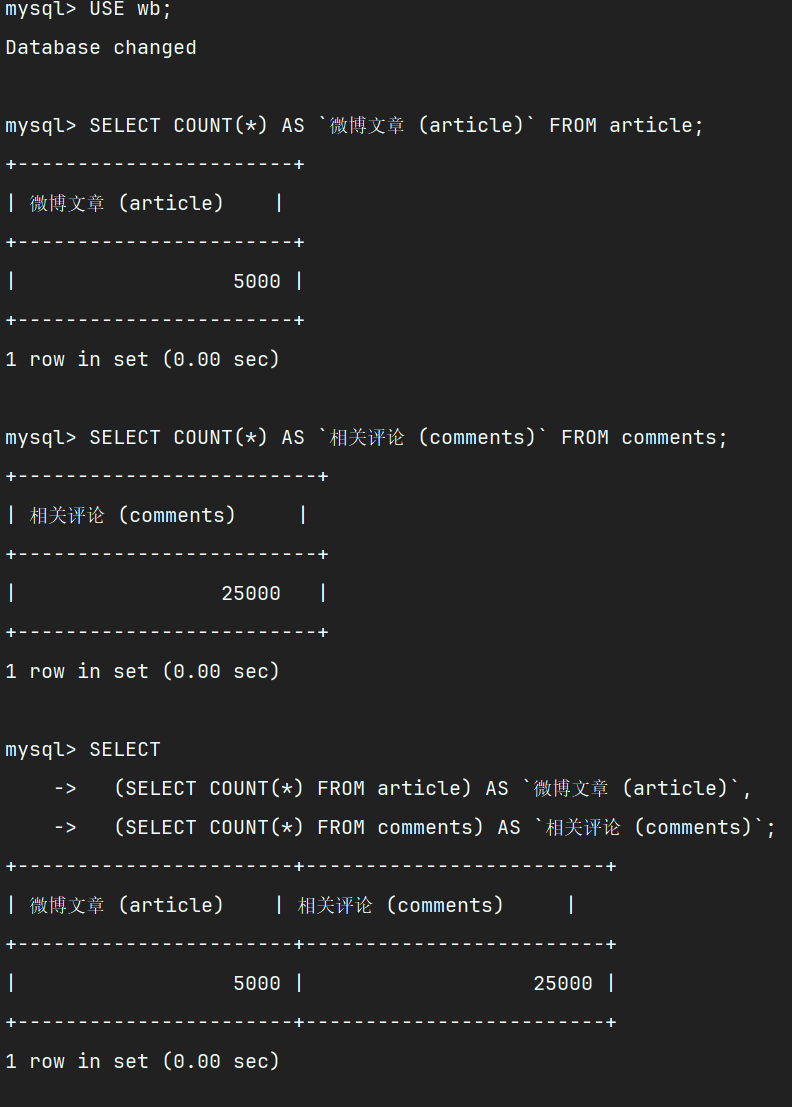 mysql> USE wb;
Database changed

mysql> SELECT COUNT(*) AS `微博文章 (article)` FROM article;
+-----------------------+
| 微博文章 (article)    |
+-----------------------+
|                  5000 |
+-----------------------+
1 row in set (0.00 sec)

mysql> SELECT COUNT(*) AS `相关评论 (comments)` FROM comments;
+-------------------------+
| 相关评论 (comments)     |
+-------------------------+
|                 25000   |
+-------------------------+
1 row in set (0.00 sec)

mysql> SELECT
    ->   (SELECT COUNT(*) FROM article) AS `微博文章 (article)`,
    ->   (SELECT COUNT(*) FROM comments) AS `相关评论 (comments)`;
+-----------------------+-------------------------+
| 微博文章 (article)    | 相关评论 (comments)     |
+-----------------------+-------------------------+
|                  5000 |                   25000 |
+-----------------------+-------------------------+
1 row in set (0.00 sec)